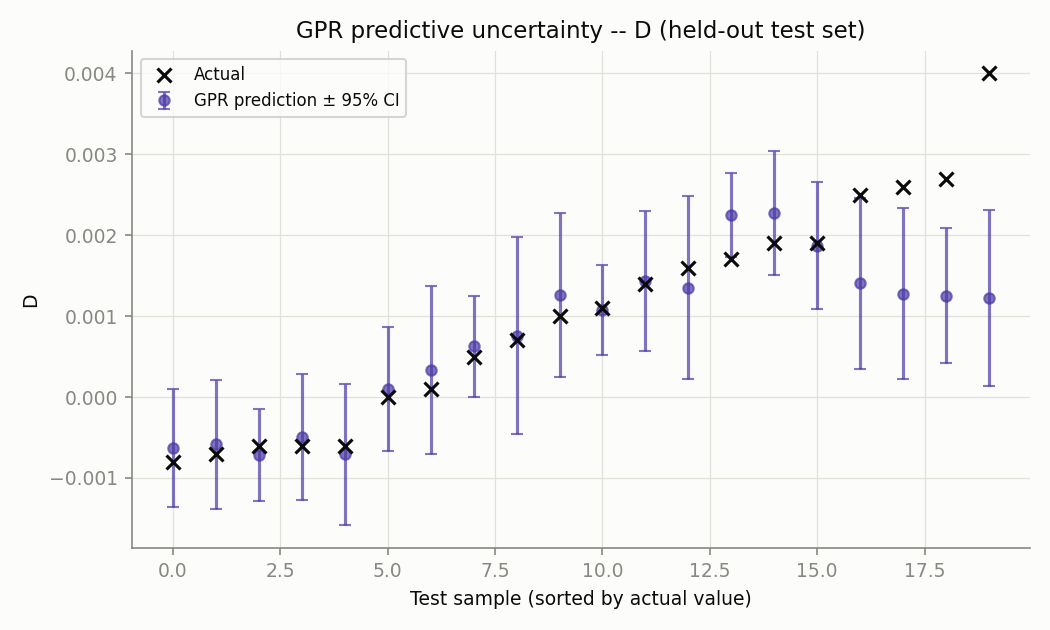 GPR predictive uncertainty -- D (held-out test set)
Actual
GPR prediction ± 95% CI
0.004
0.003
0.002
0.001
0.000
−0.001
D
0.0 2.5 5.0 7.5 10.0 12.5 15.0 17.5
Test sample (sorted by actual value)